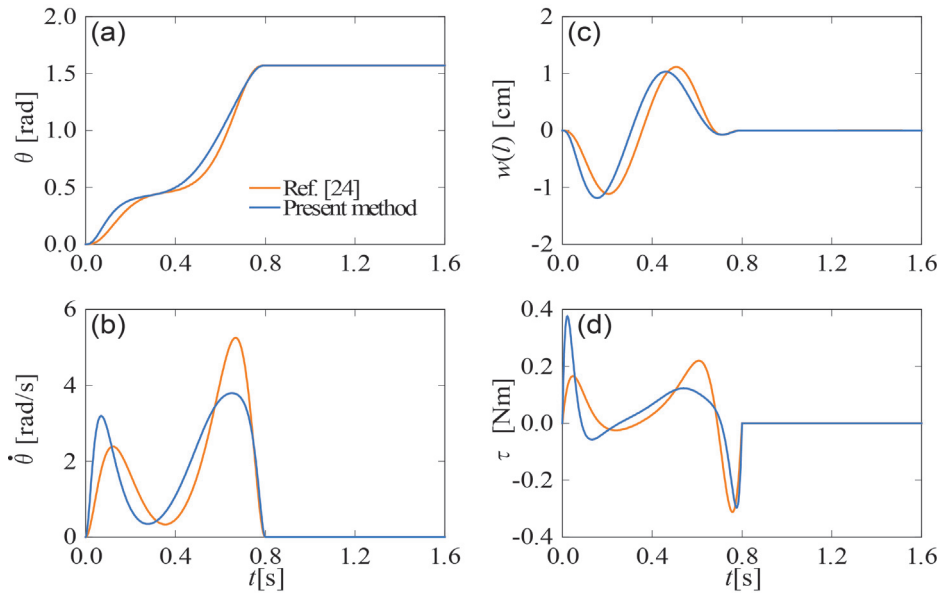 (a)
2.0
1.5
1.0
0.5
0.0
θ [rad]
Ref. [24]
Present method
0.0 0.4 0.8 1.2 1.6
(c)
2
1
0
-1
-2
w(l) [cm]
0.0 0.4 0.8 1.2 1.6
(b)
6
4
2
0
θ̇ [rad/s]
0.0 0.4 0.8 1.2 1.6
t[s]
(d)
0.4
0.2
0.0
-0.2
-0.4
τ [Nm]
0.0 0.4 0.8 1.2 1.6
t[s]